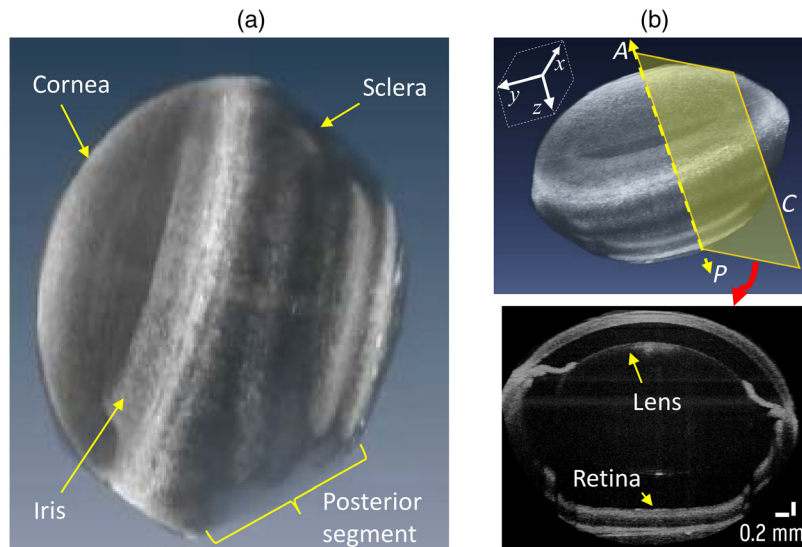 (a)
(b)
Cornea
Sclera
Iris
Posterior
segment
A
x
y
z
C
P
Lens
Retina
0.2 mm